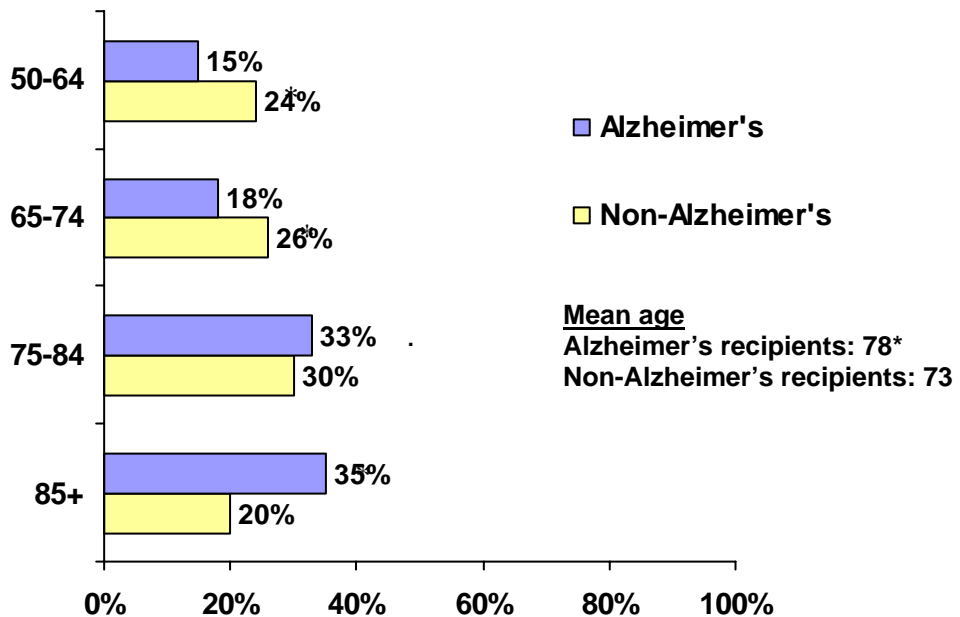 50-64
15%
24%*
Alzheimer's
65-74
18%
26%*
Non-Alzheimer's
75-84
33%
30%
Mean age
Alzheimer’s recipients: 78*
Non-Alzheimer’s recipients: 73
85+
35%*
20%
0% 20% 40% 60% 80% 100%